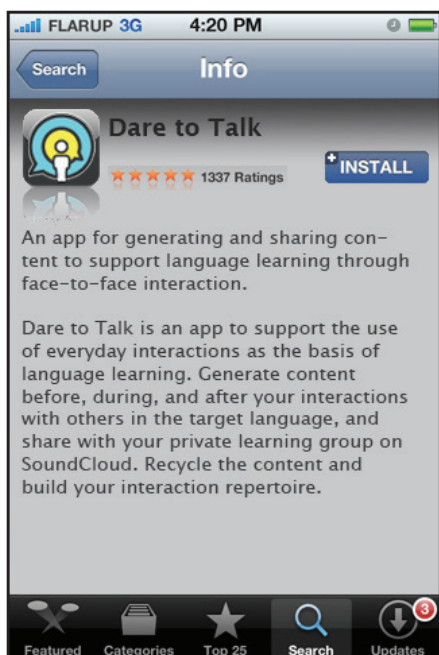 FLARUP 3G 4:20 PM
Search Info
Dare to Talk
1337 Ratings
INSTALL
An app for generating and sharing con-
tent to support language learning through
face-to-face interaction.
Dare to Talk is an app to support the use
of everyday interactions as the basis of
language learning. Generate content
before, during, and after your interactions
with others in the target language, and
share with your private learning group on
SoundCloud. Recycle the content and
build your interaction repertoire.
3
Featured Categories Top 25 Search Updates